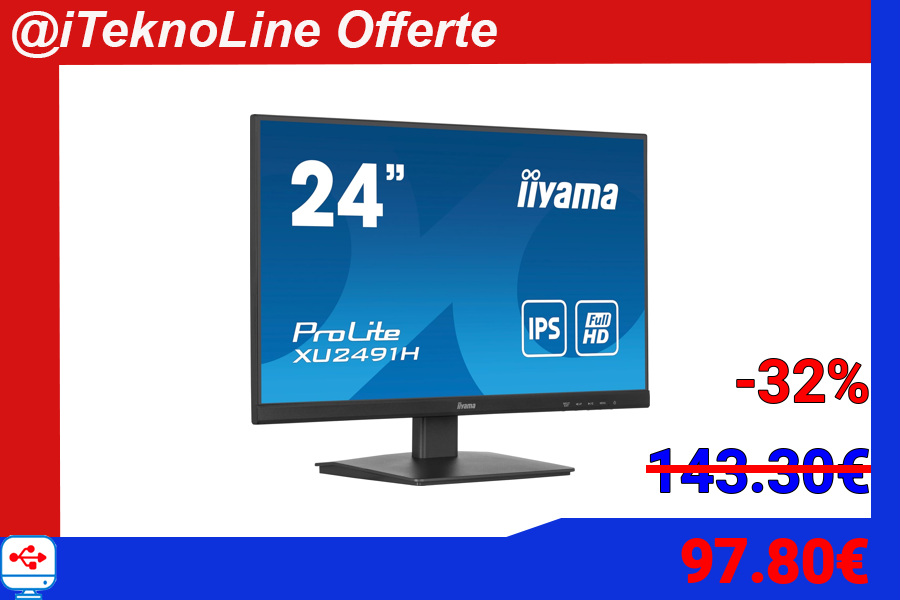 @iTeknoLine Offerte
24”
iiyama
IPS
Full
HD
ProLite
XU2491H
iiyama
-32%
143.30€
97.80€